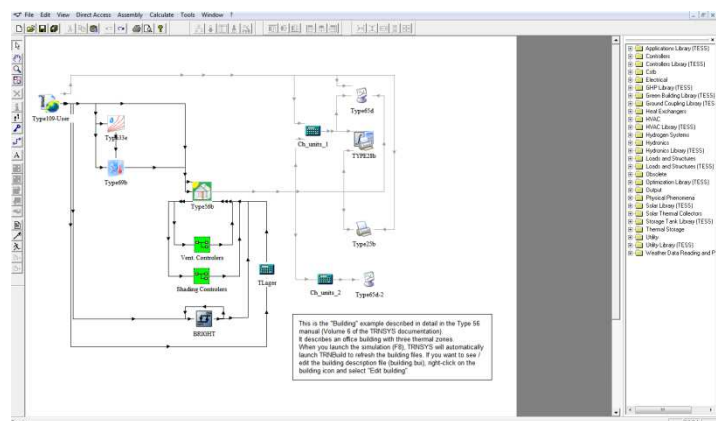 File Edit View Direct Access Assembly Calculate Tools Window ?
Type109-User
Type33e
Type69b
Type56b
Vent. Controlers
Shading Controlers
BRIGHT
TLager
Ch_units_1
Type65d
TYPE28b
Type25b
Ch_units_2
Type65d-2
This is the "Building" example described in detail in the Type 56
manual (Volume 6 of the TRNSYS documentation)
It describes an office building with three thermal zones
When you launch the simulation (F8), TRNSYS will automatically
launch TRNBuild to refresh the building files. If you want to see /
edit the building description file (building.bui), right-click on the
building icon and select "Edit building"
Applications Library (TESS)
Controllers
Controllers Library (TESS)
Electrical
GHP Library (TESS)
Green Building Library (TESS)
Ground Coupling Library (TESS)
Heat Exchangers
HVAC
HVAC Library (TESS)
Hydrogen Systems
Hydronics
Hydronics Library (TESS)
Loads and Structures
Loads and Structures (TESS)
Obsolete
Optimization Library (TESS)
Output
Physical Phenomena
Solar Library (TESS)
Solar Thermal Collectors
Storage Tank Library (TESS)
Thermal Storage
Utility
Utility Library (TESS)
Weather Data Reading and P